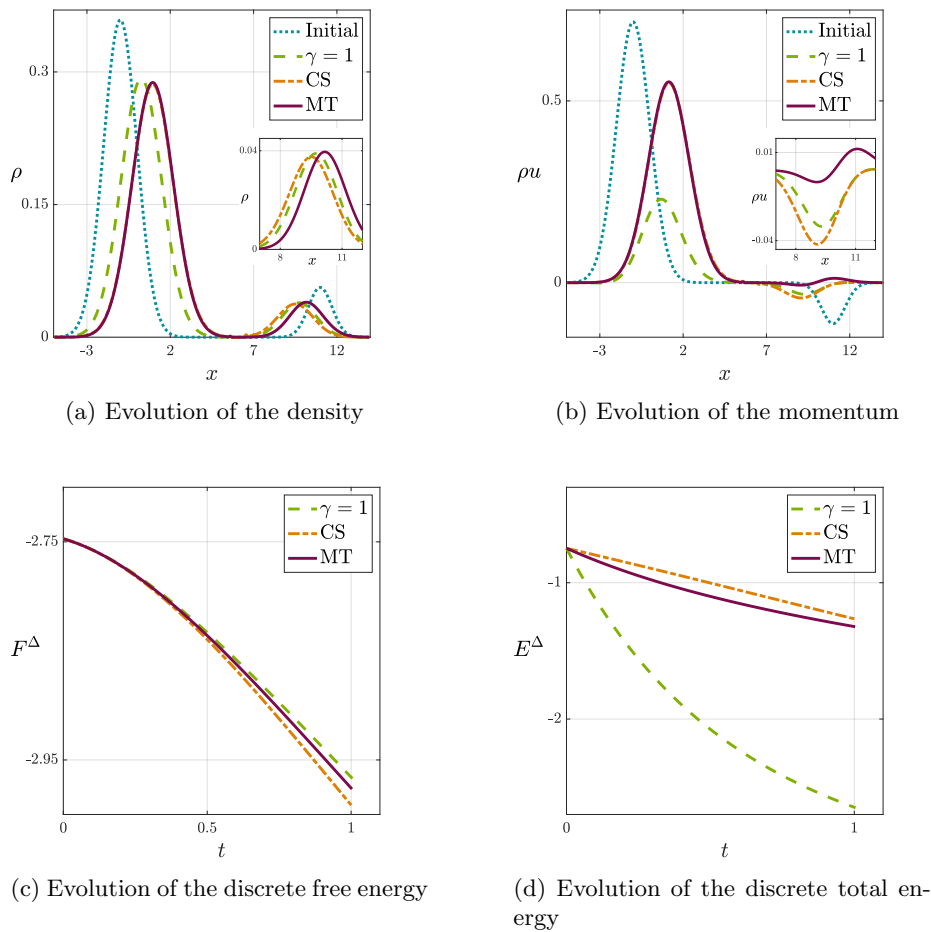 Initial
γ = 1
CS
MT
0.3
0.15
0
ρ
-3
2
7
12
x
0.04
0
ρ
8
11
x
(a) Evolution of the density
Initial
γ = 1
CS
MT
0.5
0
ρu
-3
2
7
12
x
0.01
-0.04
ρu
8
11
x
(b) Evolution of the momentum
γ = 1
CS
MT
-2.75
-2.95
F^Δ
0
0.5
1
t
(c) Evolution of the discrete free energy
γ = 1
CS
MT
-1
-2
E^Δ
0
1
t
(d) Evolution of the discrete total en-
ergy